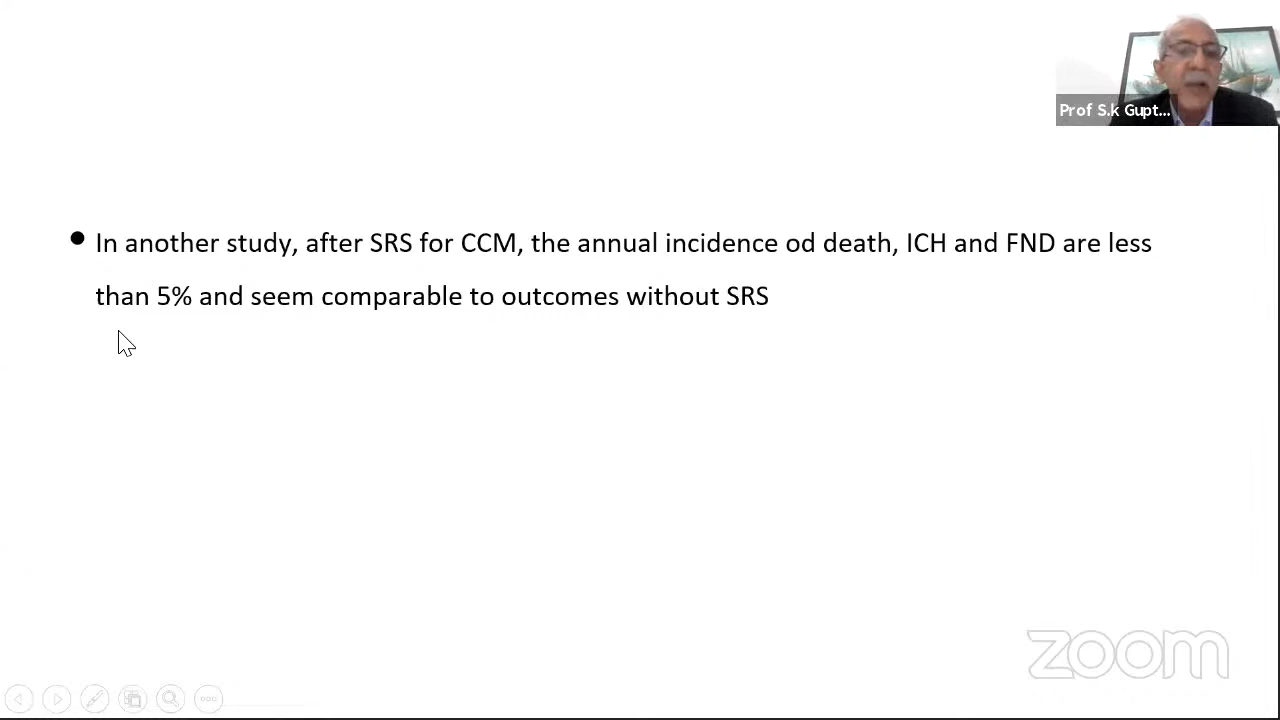 Prof S.k Gupt...
● In another study, after SRS for CCM, the annual incidence od death, ICH and FND are less
than 5% and seem comparable to outcomes without SRS
zoom